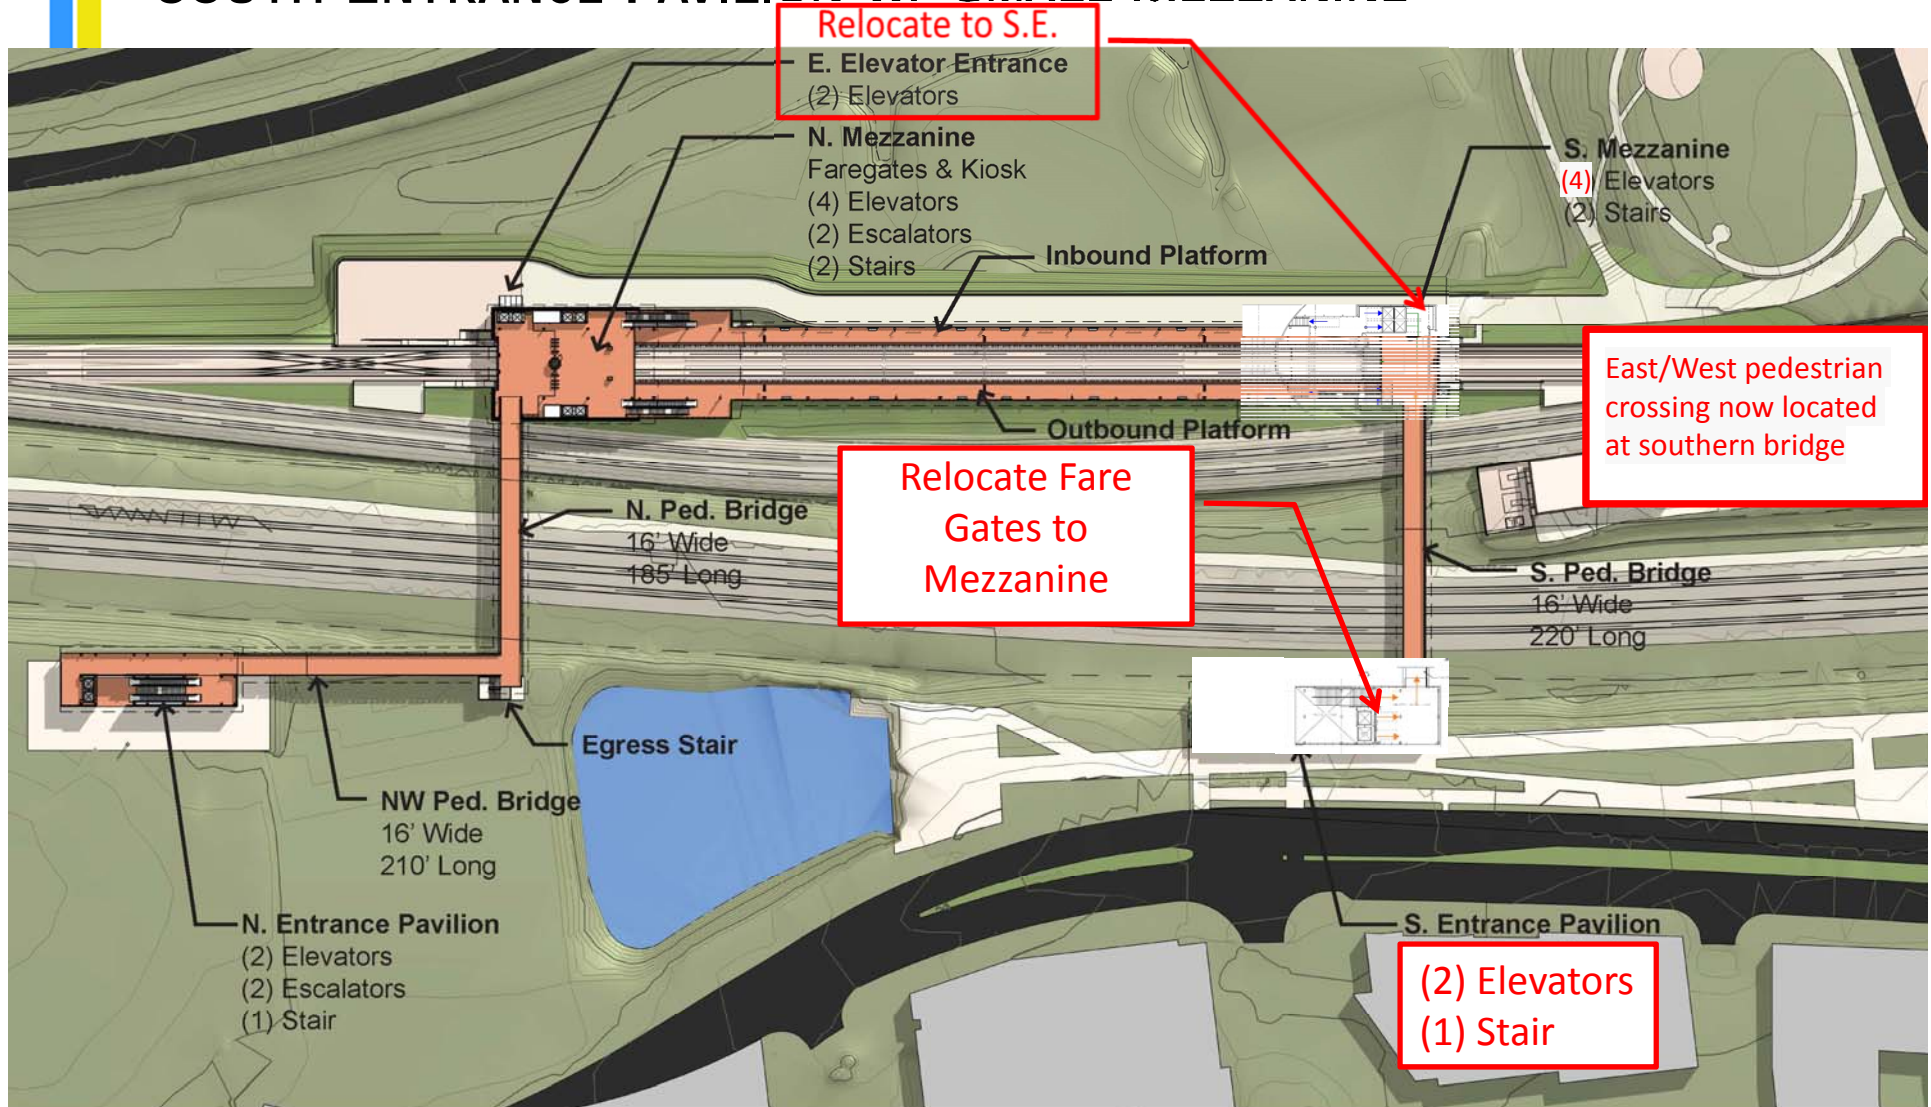 Relocate to S.E.
E. Elevator Entrance
(2) Elevators
N. Mezzanine
Faregates & Kiosk
(4) Elevators
(2) Escalators
(2) Stairs
Inbound Platform
S. Mezzanine
(4) Elevators
(2) Stairs
East/West pedestrian
crossing now located
at southern bridge
Outbound Platform
Relocate Fare
Gates to
Mezzanine
N. Ped. Bridge
16' Wide
185' Long
S. Ped. Bridge
16' Wide
220' Long
Egress Stair
NW Ped. Bridge
16' Wide
210' Long
N. Entrance Pavilion
(2) Elevators
(2) Escalators
(1) Stair
S. Entrance Pavilion
(2) Elevators
(1) Stair